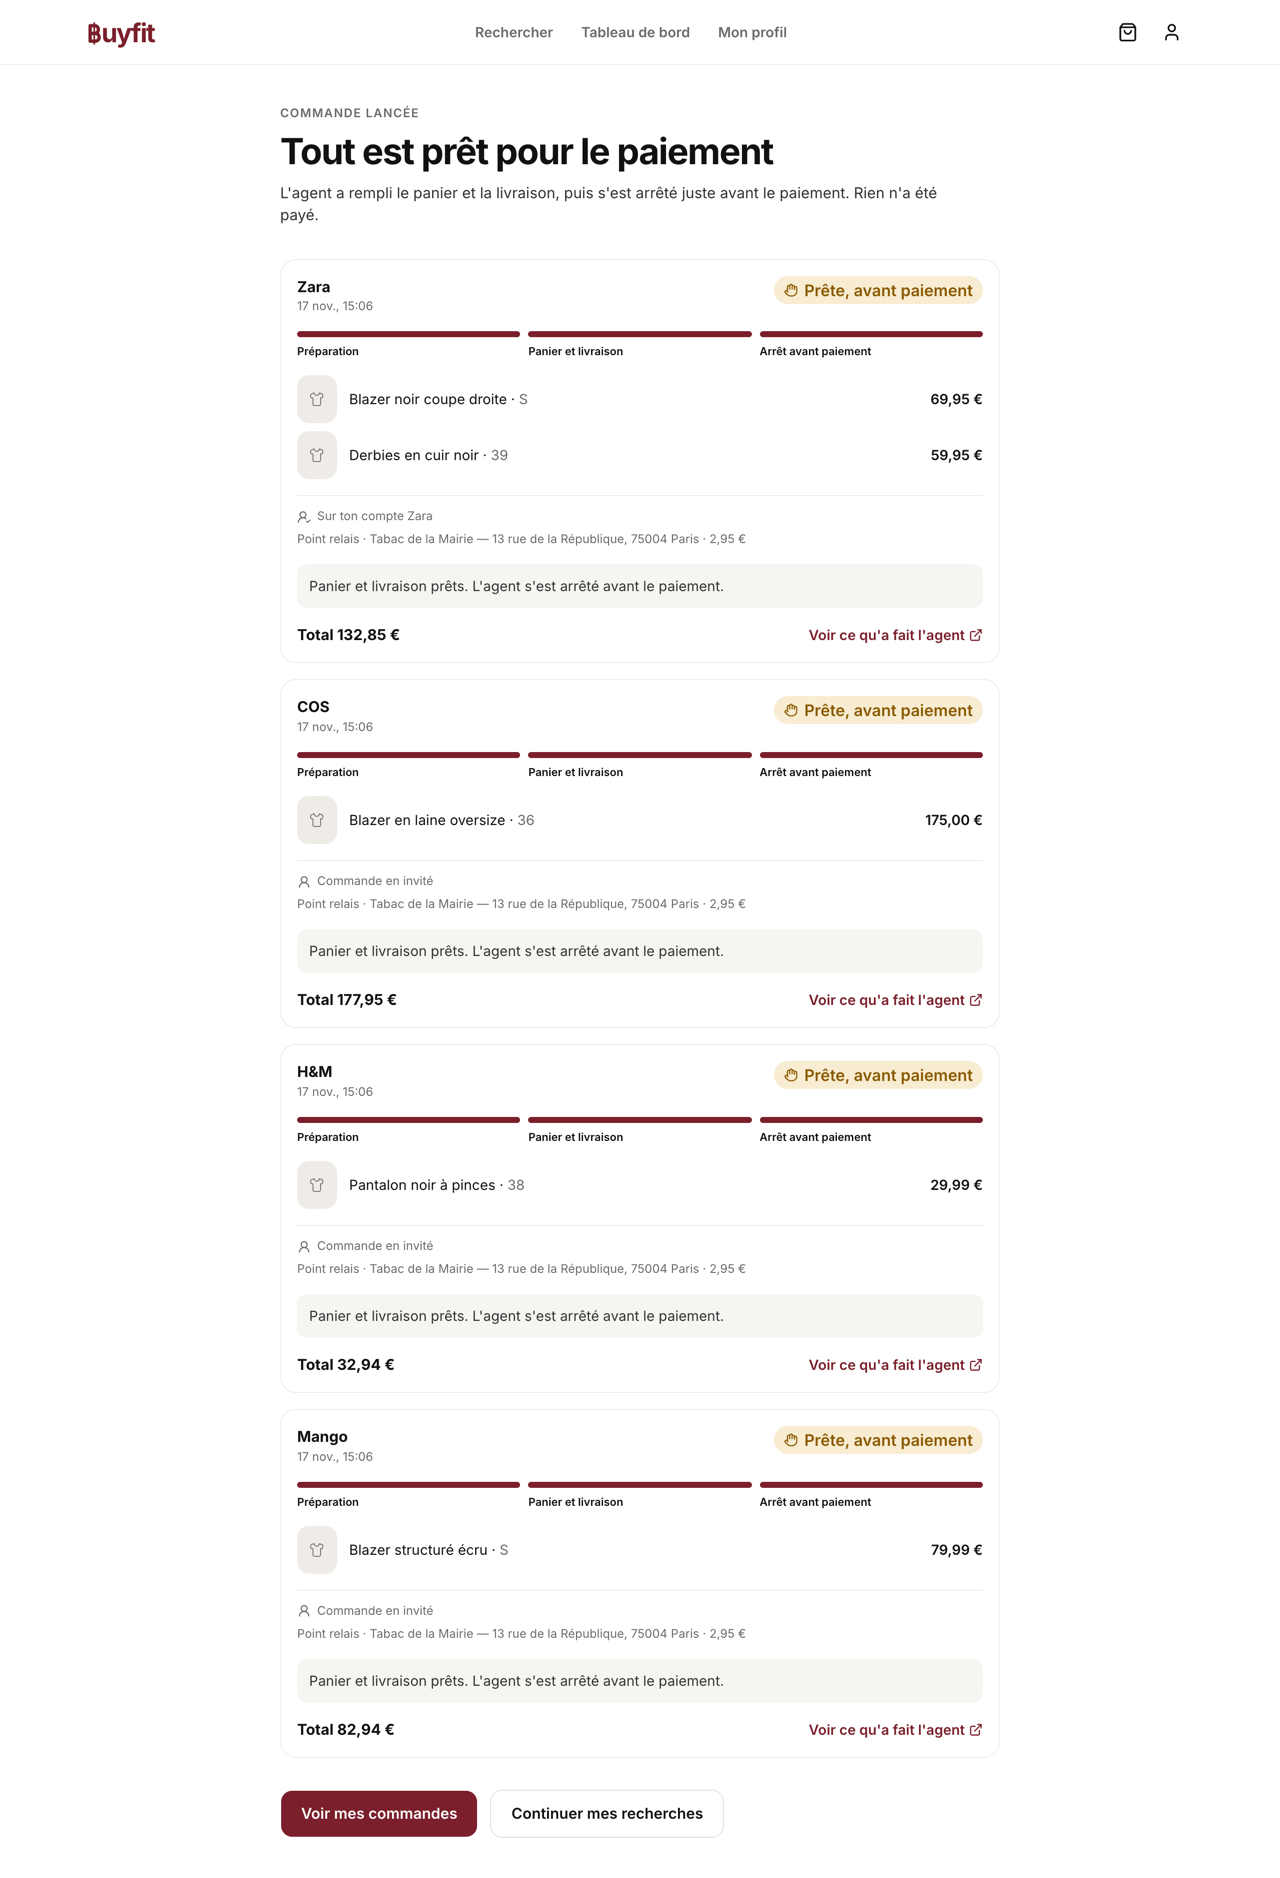 Buyfit
Rechercher
Tableau de bord
Mon profil
COMMANDE LANCÉE
Tout est prêt pour le paiement
L'agent a rempli le panier et la livraison, puis s'est arrêté juste avant le paiement. Rien n'a été
payé.
Zara
Prête, avant paiement
17 nov., 15:06
Préparation
Panier et livraison
Arrêt avant paiement
Blazer noir coupe droite · S
69,95 €
Derbies en cuir noir · 39
59,95 €
Sur ton compte Zara
Point relais · Tabac de la Mairie — 13 rue de la République, 75004 Paris · 2,95 €
Panier et livraison prêts. L'agent s'est arrêté avant le paiement.
Total 132,85 €
Voir ce qu'a fait l'agent
COS
Prête, avant paiement
17 nov., 15:06
Préparation
Panier et livraison
Arrêt avant paiement
Blazer en laine oversize · 36
175,00 €
Commande en invité
Point relais · Tabac de la Mairie — 13 rue de la République, 75004 Paris · 2,95 €
Panier et livraison prêts. L'agent s'est arrêté avant le paiement.
Total 177,95 €
Voir ce qu'a fait l'agent
H&M
Prête, avant paiement
17 nov., 15:06
Préparation
Panier et livraison
Arrêt avant paiement
Pantalon noir à pinces · 38
29,99 €
Commande en invité
Point relais · Tabac de la Mairie — 13 rue de la République, 75004 Paris · 2,95 €
Panier et livraison prêts. L'agent s'est arrêté avant le paiement.
Total 32,94 €
Voir ce qu'a fait l'agent
Mango
Prête, avant paiement
17 nov., 15:06
Préparation
Panier et livraison
Arrêt avant paiement
Blazer structuré écru · S
79,99 €
Commande en invité
Point relais · Tabac de la Mairie — 13 rue de la République, 75004 Paris · 2,95 €
Panier et livraison prêts. L'agent s'est arrêté avant le paiement.
Total 82,94 €
Voir ce qu'a fait l'agent
Voir mes commandes
Continuer mes recherches